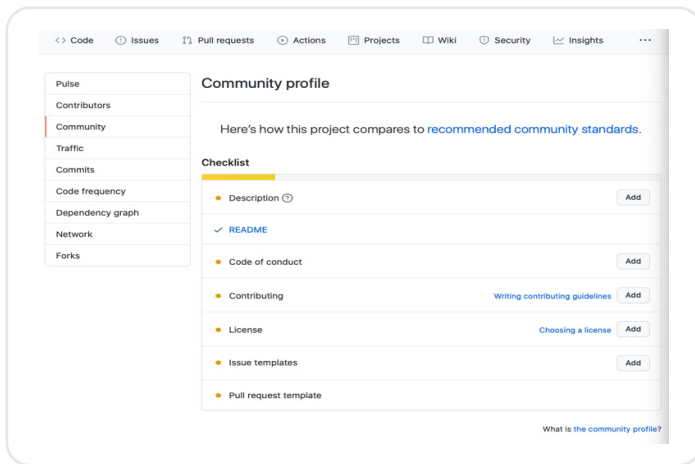 Code Issues Pull requests Actions Projects Wiki Security Insights ...
Pulse
Contributors
Community
Traffic
Commits
Code frequency
Dependency graph
Network
Forks
Community profile
Here's how this project compares to recommended community standards.
Checklist
Description Add
README
Code of conduct Add
Contributing Writing contributing guidelines Add
License Choosing a license Add
Issue templates Add
Pull request template
What is the community profile?